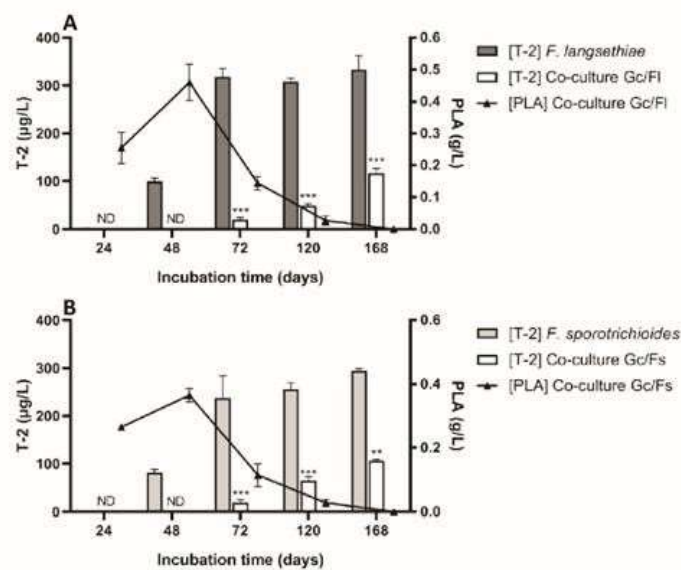 A
400
300
200
100
0
T-2 (µg/L)
0.6
0.5
0.4
0.3
0.2
0.1
0.0
PLA (g/L)
ND
ND
***
***
***
24 48 72 120 168
Incubation time (days)
[T-2] F. langsethiae
[T-2] Co-culture Gc/Fl
[PLA] Co-culture Gc/Fl
B
400
300
200
100
0
T-2 (µg/L)
0.6
0.4
0.2
0.0
PLA (g/L)
ND
ND
***
***
**
24 48 72 120 168
Incubation time (days)
[T-2] F. sporotrichioides
[T-2] Co-culture Gc/Fs
[PLA] Co-culture Gc/Fs